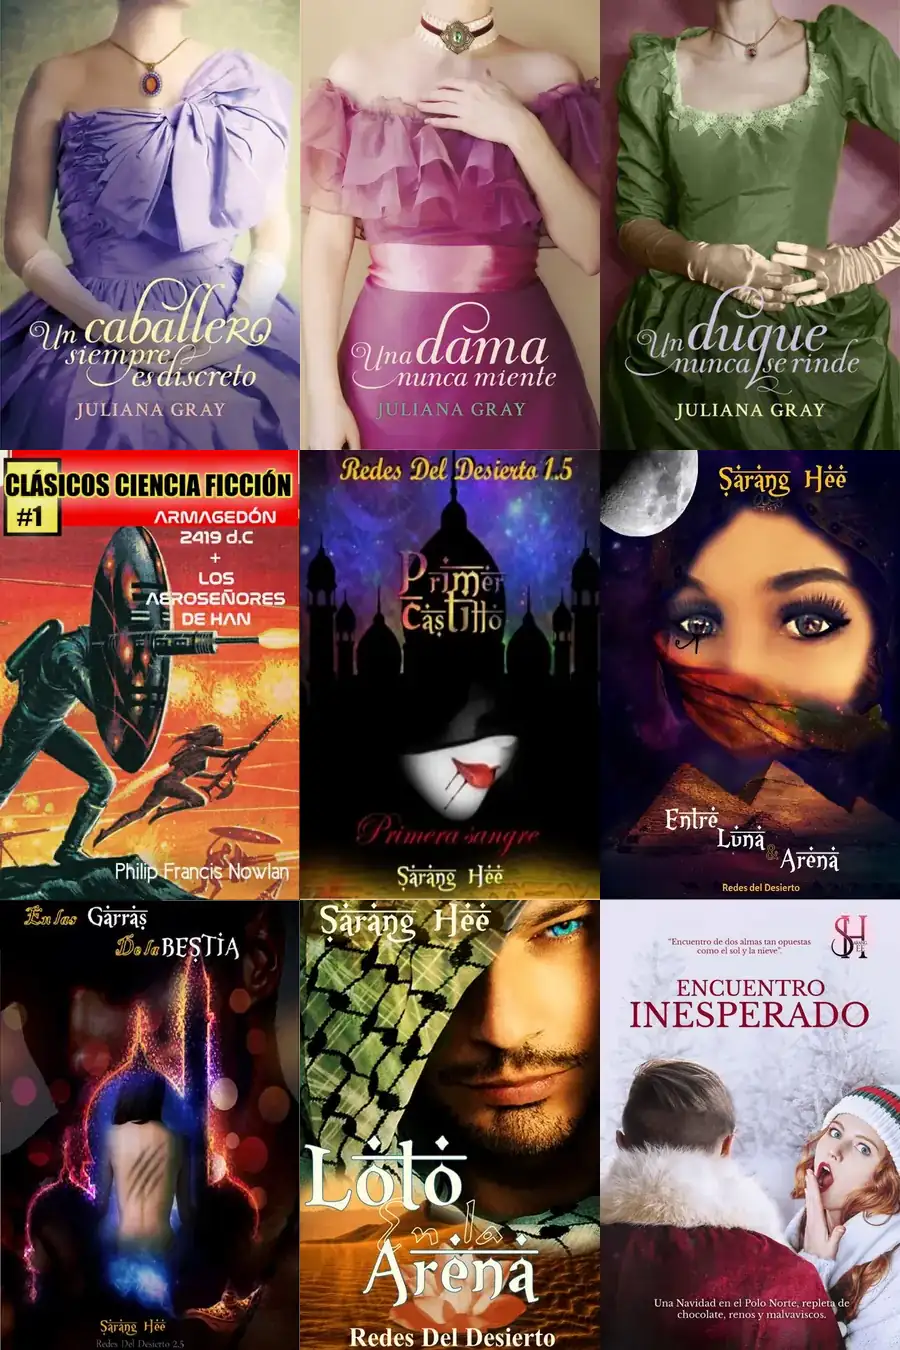 Un caballero
siempre
es discreto
JULIANA GRAY
Una dama
nunca miente
JULIANA GRAY
Un duque
nunca se rinde
JULIANA GRAY
CLÁSICOS CIENCIA FICCIÓN
#1
ARMAGEDÓN
2419 d.C
+
LOS
AEROSEÑORES
DE HAN
Philip Francis Nowlan
Redes Del Desierto 1.5
Primer
Castillo
Primera sangre
Sarang Hee
Sarang Hee
Entre
Luna
& Arena
Redes del Desierto
En las Garras
De la BESTIA
Sarang Hee
Redes Del Desierto 2.5
Sarang Hee
Loto
En la
Arena
Redes Del Desierto
"Encuentro de dos almas tan opuestas
como el sol y la nieve".
SH
ENCUENTRO
INESPERADO
Una Navidad en el Polo Norte, repleta de
chocolate, renos y malvaviscos.